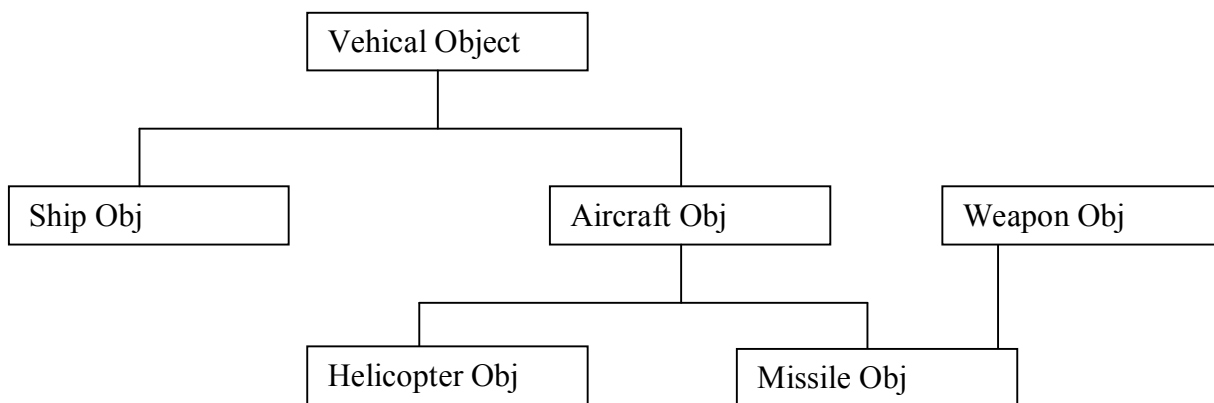 Vehical Object
Ship Obj
Aircraft Obj
Weapon Obj
Helicopter Obj
Missile Obj